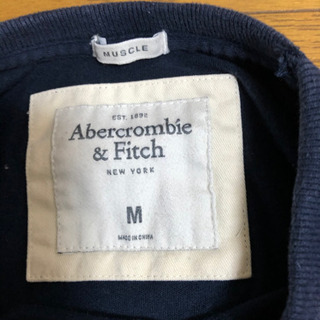 MUSCLE
EST. 1892
Abercrombie
& Fitch
NEW YORK
M
MADE IN CHINA